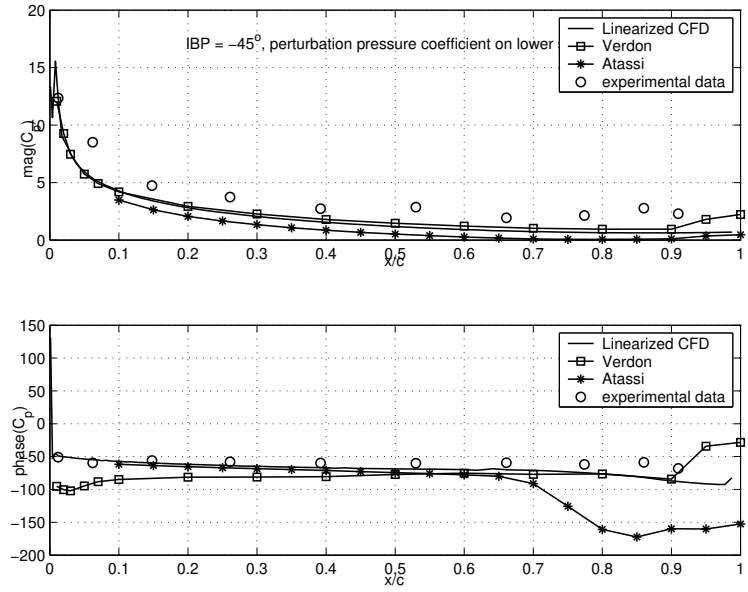 20
15
10
5
0
mag(C
IBP = −45o, perturbation pressure coefficient on lower
Linearized CFD
Verdon
Atassi
experimental data
0 0.1 0.2 0.3 0.4 0.5 0.6 0.7 0.8 0.9 1
x/c
150
100
50
0
−50
−100
−150
−200
phase(Cp)
Linearized CFD
Verdon
Atassi
experimental data
0 0.1 0.2 0.3 0.4 0.5 0.6 0.7 0.8 0.9 1
x/c